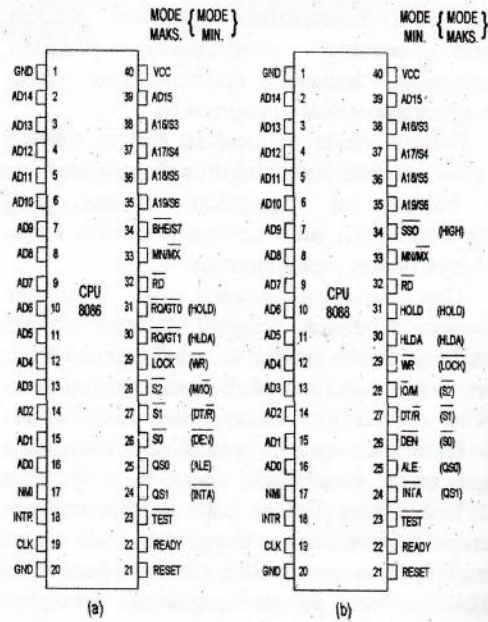 MODE { MODE } MODE { MODE }
MAKS. { MIN. } MIN. { MAKS. }
GND 1 40 VCC
AD14 2 39 AD15
AD13 3 38 A16/S3
AD12 4 37 A17/S4
AD11 5 36 A18/S5
AD10 6 35 A19/S6
AD9 7 34 BHE/S7
AD8 8 33 MN/MX
AD7 9 32 RD
AD6 10 31 RQ/GT0 (HOLD)
AD5 11 30 RQ/GT1 (HLDA)
AD4 12 29 LOCK (WR)
AD3 13 28 S2 (M/IO)
AD2 14 27 S1 (DT/R)
AD1 15 26 S0 (DEN)
AD0 16 25 QS0 (ALE)
NMI 17 24 QS1 (INTA)
INTR 18 23 TEST
CLK 19 22 READY
GND 20 21 RESET
CPU
8086
(a)
GND 1 40 VCC
AD14 2 39 AD15
AD13 3 38 A16/S3
AD12 4 37 A17/S4
AD11 5 36 A18/S5
AD10 6 35 A19/S6
AD9 7 34 SSO (HIGH)
AD8 8 33 MN/MX
AD7 9 32 RD
AD6 10 31 HOLD (HOLD)
AD5 11 30 HLDA (HLDA)
AD4 12 29 WR (LOCK)
AD3 13 28 IO/M (S2)
AD2 14 27 DT/R (S1)
AD1 15 26 DEN (S0)
AD0 16 25 ALE (QS0)
NMI 17 24 INTA (QS1)
INTR 18 23 TEST
CLK 19 22 READY
GND 20 21 RESET
CPU
8088
(b)